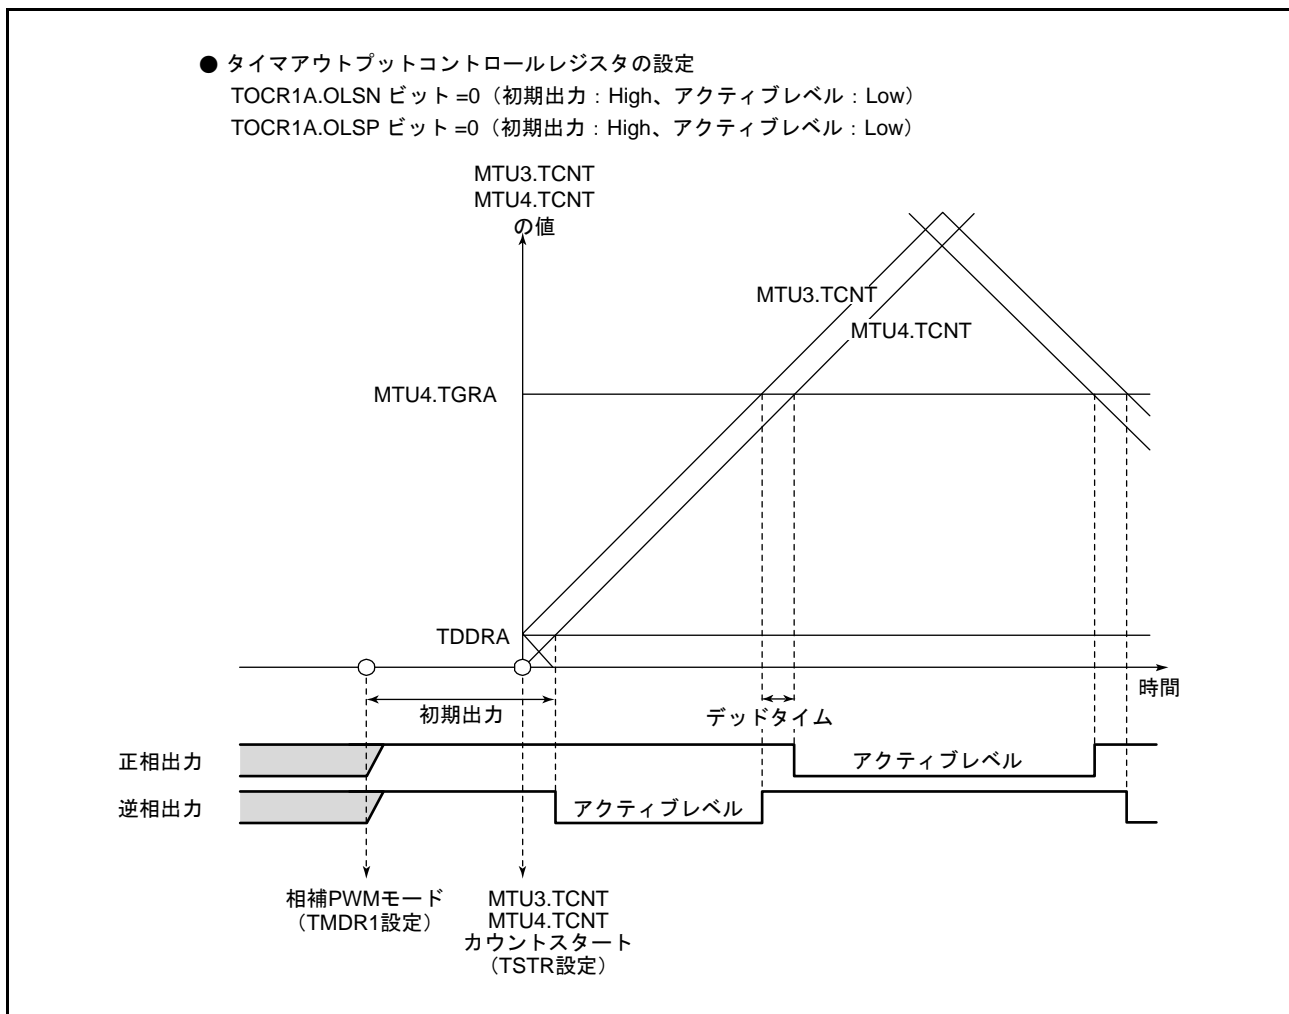 ● タイマアウトプットコントロールレジスタの設定
TOCR1A.OLSN ビット =0（初期出力：High、アクティブレベル：Low）
TOCR1A.OLSP ビット =0（初期出力：High、アクティブレベル：Low）
MTU3.TCNT
MTU4.TCNT
の値
MTU3.TCNT
MTU4.TCNT
MTU4.TGRA
TDDRA
時間
初期出力
デッドタイム
正相出力
アクティブレベル
逆相出力
アクティブレベル
相補PWMモード
（TMDR1設定）
MTU3.TCNT
MTU4.TCNT
カウントスタート
（TSTR設定）